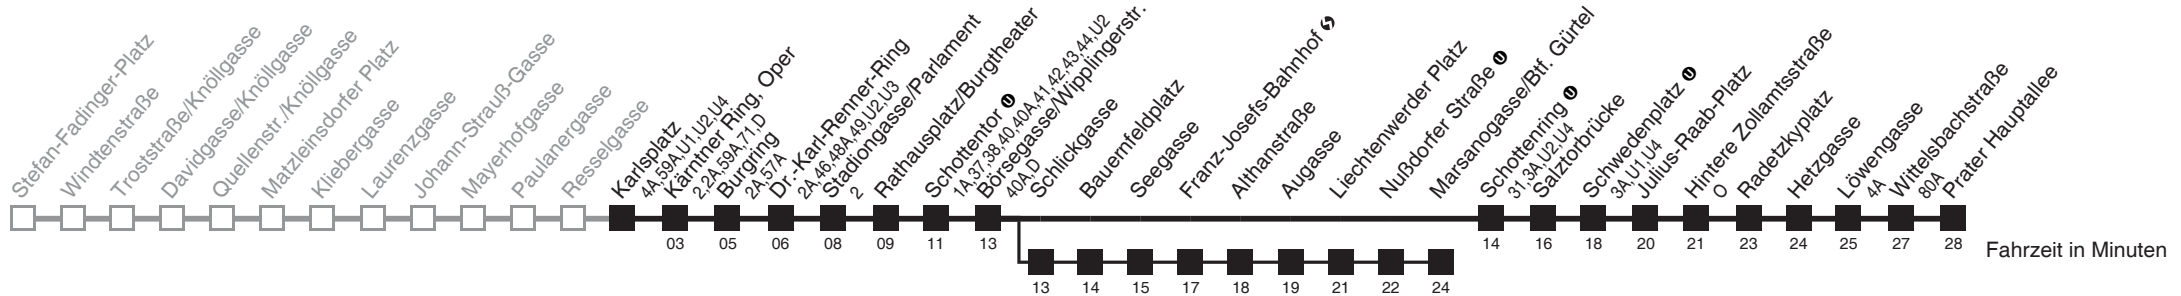 Stefan-Fadinger-Platz
Windtenstraße
Troststraße/Knöllgasse
Davidgasse/Knöllgasse
Quellenstr./Knöllgasse
Matzleinsdorfer Platz
Kliebergasse
Laurenzgasse
Johann-Strauß-Gasse
Mayerhofgasse
Paulanergasse
Resselgasse
Karlsplatz
4A,59A,U1,U2,U4
Kärntner Ring, Oper
2,2A,59A,71,D
Burgring
2A,57A
Dr.-Karl-Renner-Ring
2A,46,48A,49,U2,U3
Stadiongasse/Parlament
2
Rathausplatz/Burgtheater
Schottentor U
1A,37,38,40,40A,41,42,43,44,U2
Börsegasse/Wipplingerstr.
40A,D
Schlickgasse
Bauernfeldplatz
Seegasse
Franz-Josefs-Bahnhof
Althanstraße
Augasse
Liechtenwerder Platz
Nußdorfer Straße U
Marsanogasse/Btf. Gürtel
Schottenring U
31,3A,U2,U4
Salztorbrücke
Schwedenplatz U
3A,U1,U4
Julius-Raab-Platz
Hintere Zollamtsstraße
O
Radetzkyplatz
Hetzgasse
Löwengasse
4A
Wittelsbachstraße
80A
Prater Hauptallee
03 05 06 08 09 11 13 14 16 18 20 21 23 24 25 27 28
Fahrzeit in Minuten
13 14 15 17 18 19 21 22 24